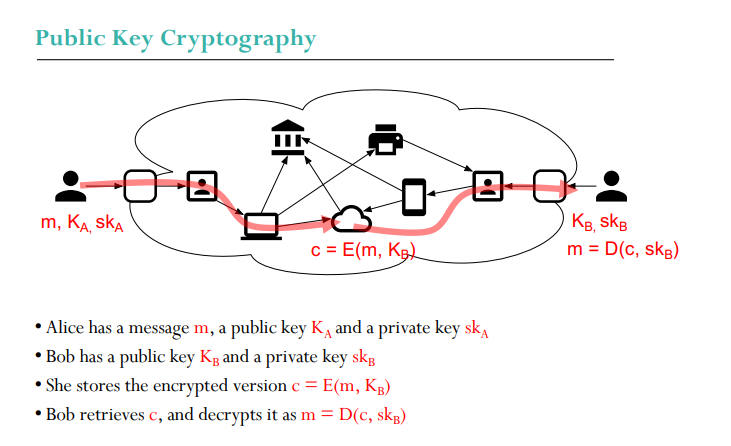 Public Key Cryptography
m, K_A, sk_A
c = E(m, K_B)
K_B, sk_B
m = D(c, sk_B)
• Alice has a message m, a public key K_A and a private key sk_A
• Bob has a public key K_B and a private key sk_B
• She stores the encrypted version c = E(m, K_B)
• Bob retrieves c, and decrypts it as m = D(c, sk_B)